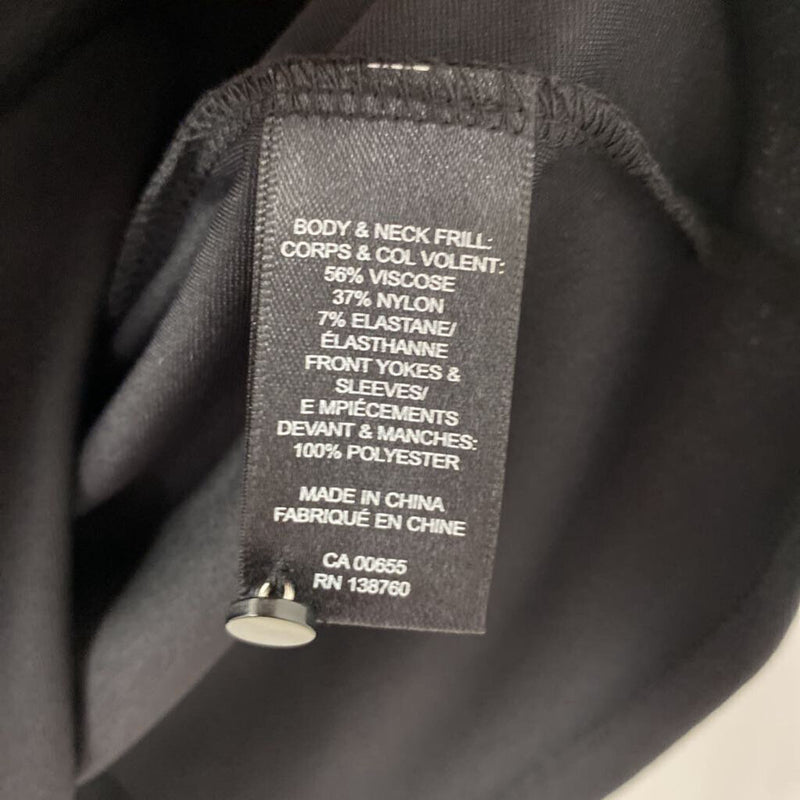 BODY & NECK FRILL:
CORPS & COL VOLENT:
56% VISCOSE
37% NYLON
7% ELASTANE/
ÉLASTHANNE
FRONT YOKES &
SLEEVES/
E MPIÉCEMENTS
DEVANT & MANCHES:
100% POLYESTER
MADE IN CHINA
FABRIQUÉ EN CHINE
CA 00655
RN 138760